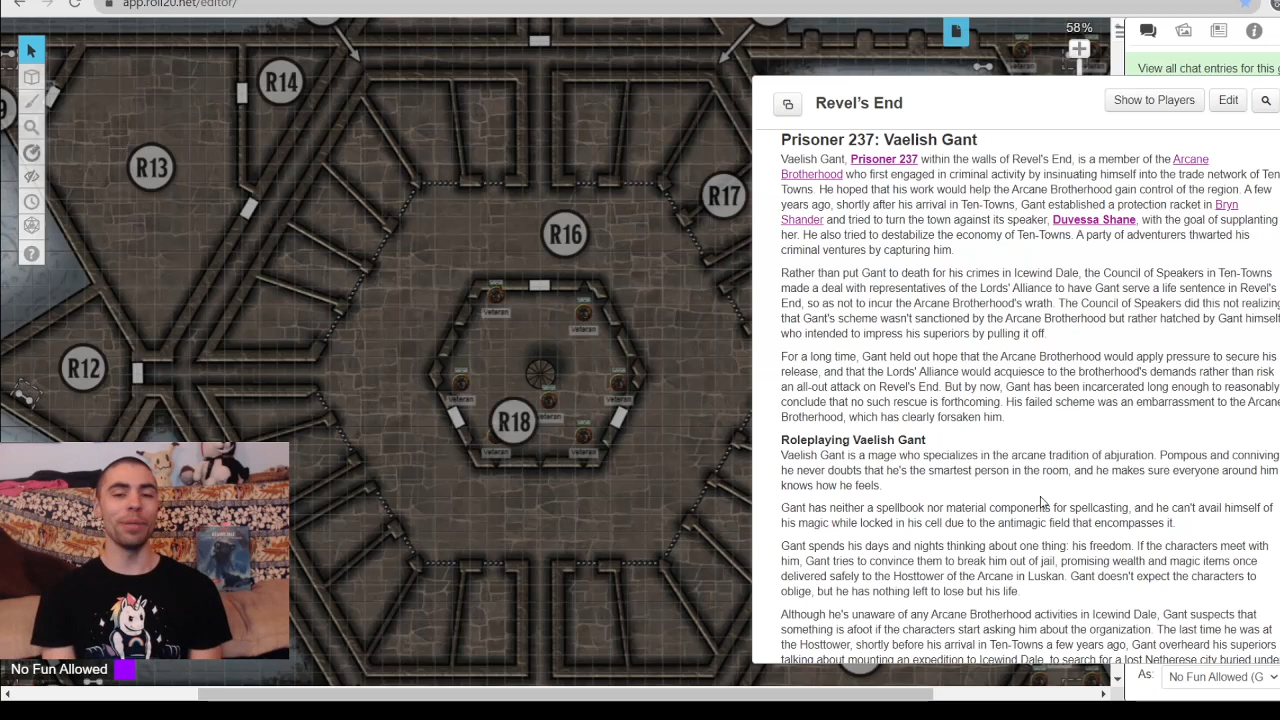 app.roll20.net/editor/
58%
View all chat entries for this
R14
R13
R17
R16
R12
R18
Veteran
Veteran
Veteran
Veteran
Veteran
Veteran
Veteran
Revel's End
Show to Players
Edit
Prisoner 237: Vaelish Gant
Vaelish Gant, Prisoner 237 within the walls of Revel's End, is a member of the Arcane
Brotherhood who first engaged in criminal activity by insinuating himself into the trade network of Ten
Towns. He hoped that his work would help the Arcane Brotherhood gain control of the region. A few
years ago, shortly after his arrival in Ten-Towns, Gant established a protection racket in Bryn
Shander and tried to turn the town against its speaker, Duvessa Shane, with the goal of supplanting
her. He also tried to destabilize the economy of Ten-Towns. A party of adventurers thwarted his
criminal ventures by capturing him.
Rather than put Gant to death for his crimes in Icewind Dale, the Council of Speakers in Ten-Towns
made a deal with representatives of the Lords' Alliance to have Gant serve a life sentence in Revel's
End, so as not to incur the Arcane Brotherhood's wrath. The Council of Speakers did this not realizing
that Gant's scheme wasn't sanctioned by the Arcane Brotherhood but rather hatched by Gant himself
who intended to impress his superiors by pulling it off.
For a long time, Gant held out hope that the Arcane Brotherhood would apply pressure to secure his
release, and that the Lords' Alliance would acquiesce to the brotherhood's demands rather than risk
an all-out attack on Revel's End. But by now, Gant has been incarcerated long enough to reasonably
conclude that no such rescue is forthcoming. His failed scheme was an embarrassment to the Arcane
Brotherhood, which has clearly forsaken him.
Roleplaying Vaelish Gant
Vaelish Gant is a mage who specializes in the arcane tradition of abjuration. Pompous and conniving
he never doubts that he's the smartest person in the room, and he makes sure everyone around him
knows how he feels.
Gant has neither a spellbook nor material components for spellcasting, and he can't avail himself of
his magic while locked in his cell due to the antimagic field that encompasses it.
Gant spends his days and nights thinking about one thing: his freedom. If the characters meet with
him, Gant tries to convince them to break him out of jail, promising wealth and magic items once
delivered safely to the Hosttower of the Arcane in Luskan. Gant doesn't expect the characters to
oblige, but he has nothing left to lose but his life.
Although he's unaware of any Arcane Brotherhood activities in Icewind Dale, Gant suspects that
something is afoot if the characters start asking him about the organization. The last time he was at
the Hosttower, shortly before his arrival in Ten-Towns a few years ago, Gant overheard his superiors
talking about mounting an expedition to Icewind Dale, to search for a lost Netherese city buried under
No Fun Allowed
As:
No Fun Allowed (G